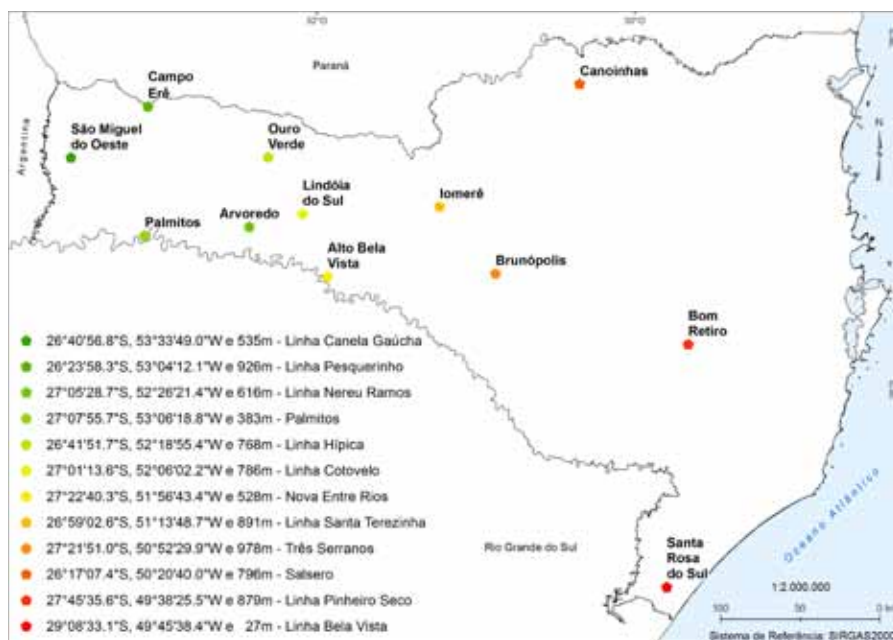 52°O
50°O
Paraná
Canoinhas
Campo
Erê
São Miguel
do Oeste
Ouro
Verde
Argentina
N
Lindóia
do Sul
Iomerê
Palmitos
Arvoredo
Alto Bela
Vista
Brunópolis
Bom
Retiro
26°40'56.8"S, 53°33'49.0"W e 535m - Linha Canela Gaúcha
26°23'58.3"S, 53°04'12.1"W e 926m - Linha Pesquerinho
27°05'28.7"S, 52°26'21.4"W e 616m - Linha Nereu Ramos
27°07'55.7"S, 53°06'18.8"W e 383m - Palmitos
26°41'51.7"S, 52°18'55.4"W e 768m - Linha Hípica
27°01'13.6"S, 52°06'02.2"W e 786m - Linha Cotovelo
27°22'40.3"S, 51°56'43.4"W e 528m - Nova Entre Rios
26°59'02.6"S, 51°13'48.7"W e 891m - Linha Santa Terezinha
27°21'51.0"S, 50°52'29.9"W e 978m - Três Serranos
26°17'07.4"S, 50°20'40.0"W e 796m - Salsero
27°45'35.6"S, 49°38'25.5"W e 879m - Linha Pinheiro Seco
29°08'33.1"S, 49°45'38.4"W e 27m - Linha Bela Vista
Rio Grande do Sul
Santa
Rosa
do Sul
Oceano Atlântico
1:2.000.000
100
50
0 k
Sistema de Referência: SIRGAS200